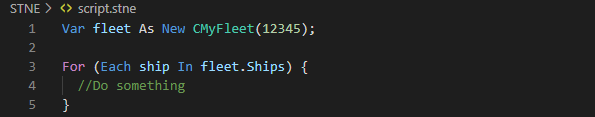 STNE > script.stne
1 Var fleet As New CMyFleet(12345);
2
3 For (Each ship In fleet.Ships) {
4 //Do something
5 }